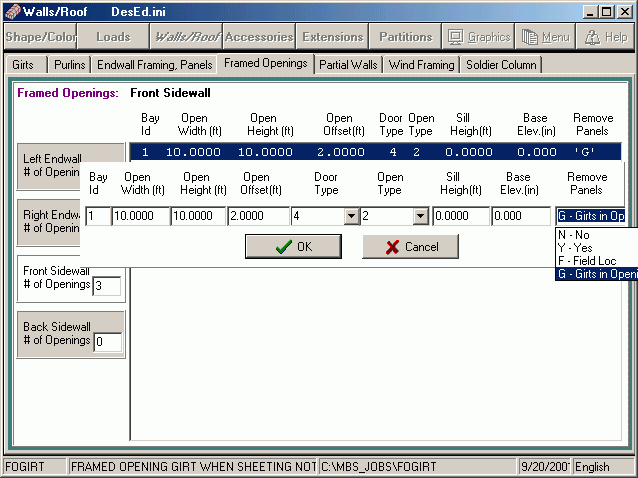 Walls/Roof DesEd.ini
Shape/Color Loads Walls/Roof Accessories Extensions Partitions Graphics Menu Help
Girts Purlins Endwall Framing, Panels Framed Openings Partial Walls Wind Framing Soldier Column
Framed Openings: Front Sidewall
Bay Open Open Open Door Open Sill Base Remove
Id Width (ft) Height (ft) Offset(ft) Type Type Heigh(ft) Elev.(in) Panels
1 10.0000 10.0000 2.0000 4 2 0.0000 0.000 'G'
Left Endwall
# of Openin
Bay Open Open Open Door Open Sill Base Remove
Id Width (ft) Height (ft) Offset(ft) Type Type Heigh(ft) Elev.(in) Panels
1 10.0000 10.0000 2.0000 4 2 0.0000 0.000 G - Girts in Op
Right Endwa
# of Openin
OK Cancel
N - No
Y - Yes
F - Field Loc
G - Girts in Openi
Front Sidewall
# of Openings 3
Back Sidewall
# of Openings 0
FOGIRT FRAMED OPENING GIRT WHEN SHEETING NOT C:\MBS_JOBS\FOGIRT 9/20/200 English